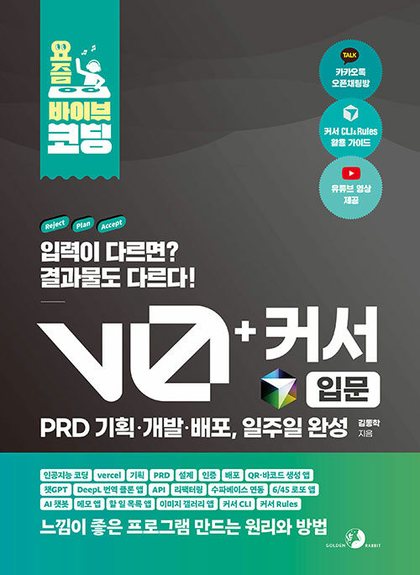 요즘
바이브
코딩
TALK
카카오톡
오픈채팅방
커서 CLI&Rules
활용 가이드
유튜브 영상
제공
Reject Plan Accept
입력이 다르면?
결과물도 다르다!
v0 + 커서
입문
PRD 기획·개발·배포, 일주일 완성
김동학
지음
인공지능 코딩 vercel 기획 PRD 설계 인증 배포 QR·바코드 생성 앱
챗GPT DeepL 번역 클론 앱 API 리팩터링 수파베이스 연동 6/45 로또 앱
AI 챗봇 메모 앱 할 일 목록 앱 이미지 갤러리 앱 커서 CLI 커서 Rules
느낌이 좋은 프로그램 만드는 원리와 방법
GOLDEN RABBIT